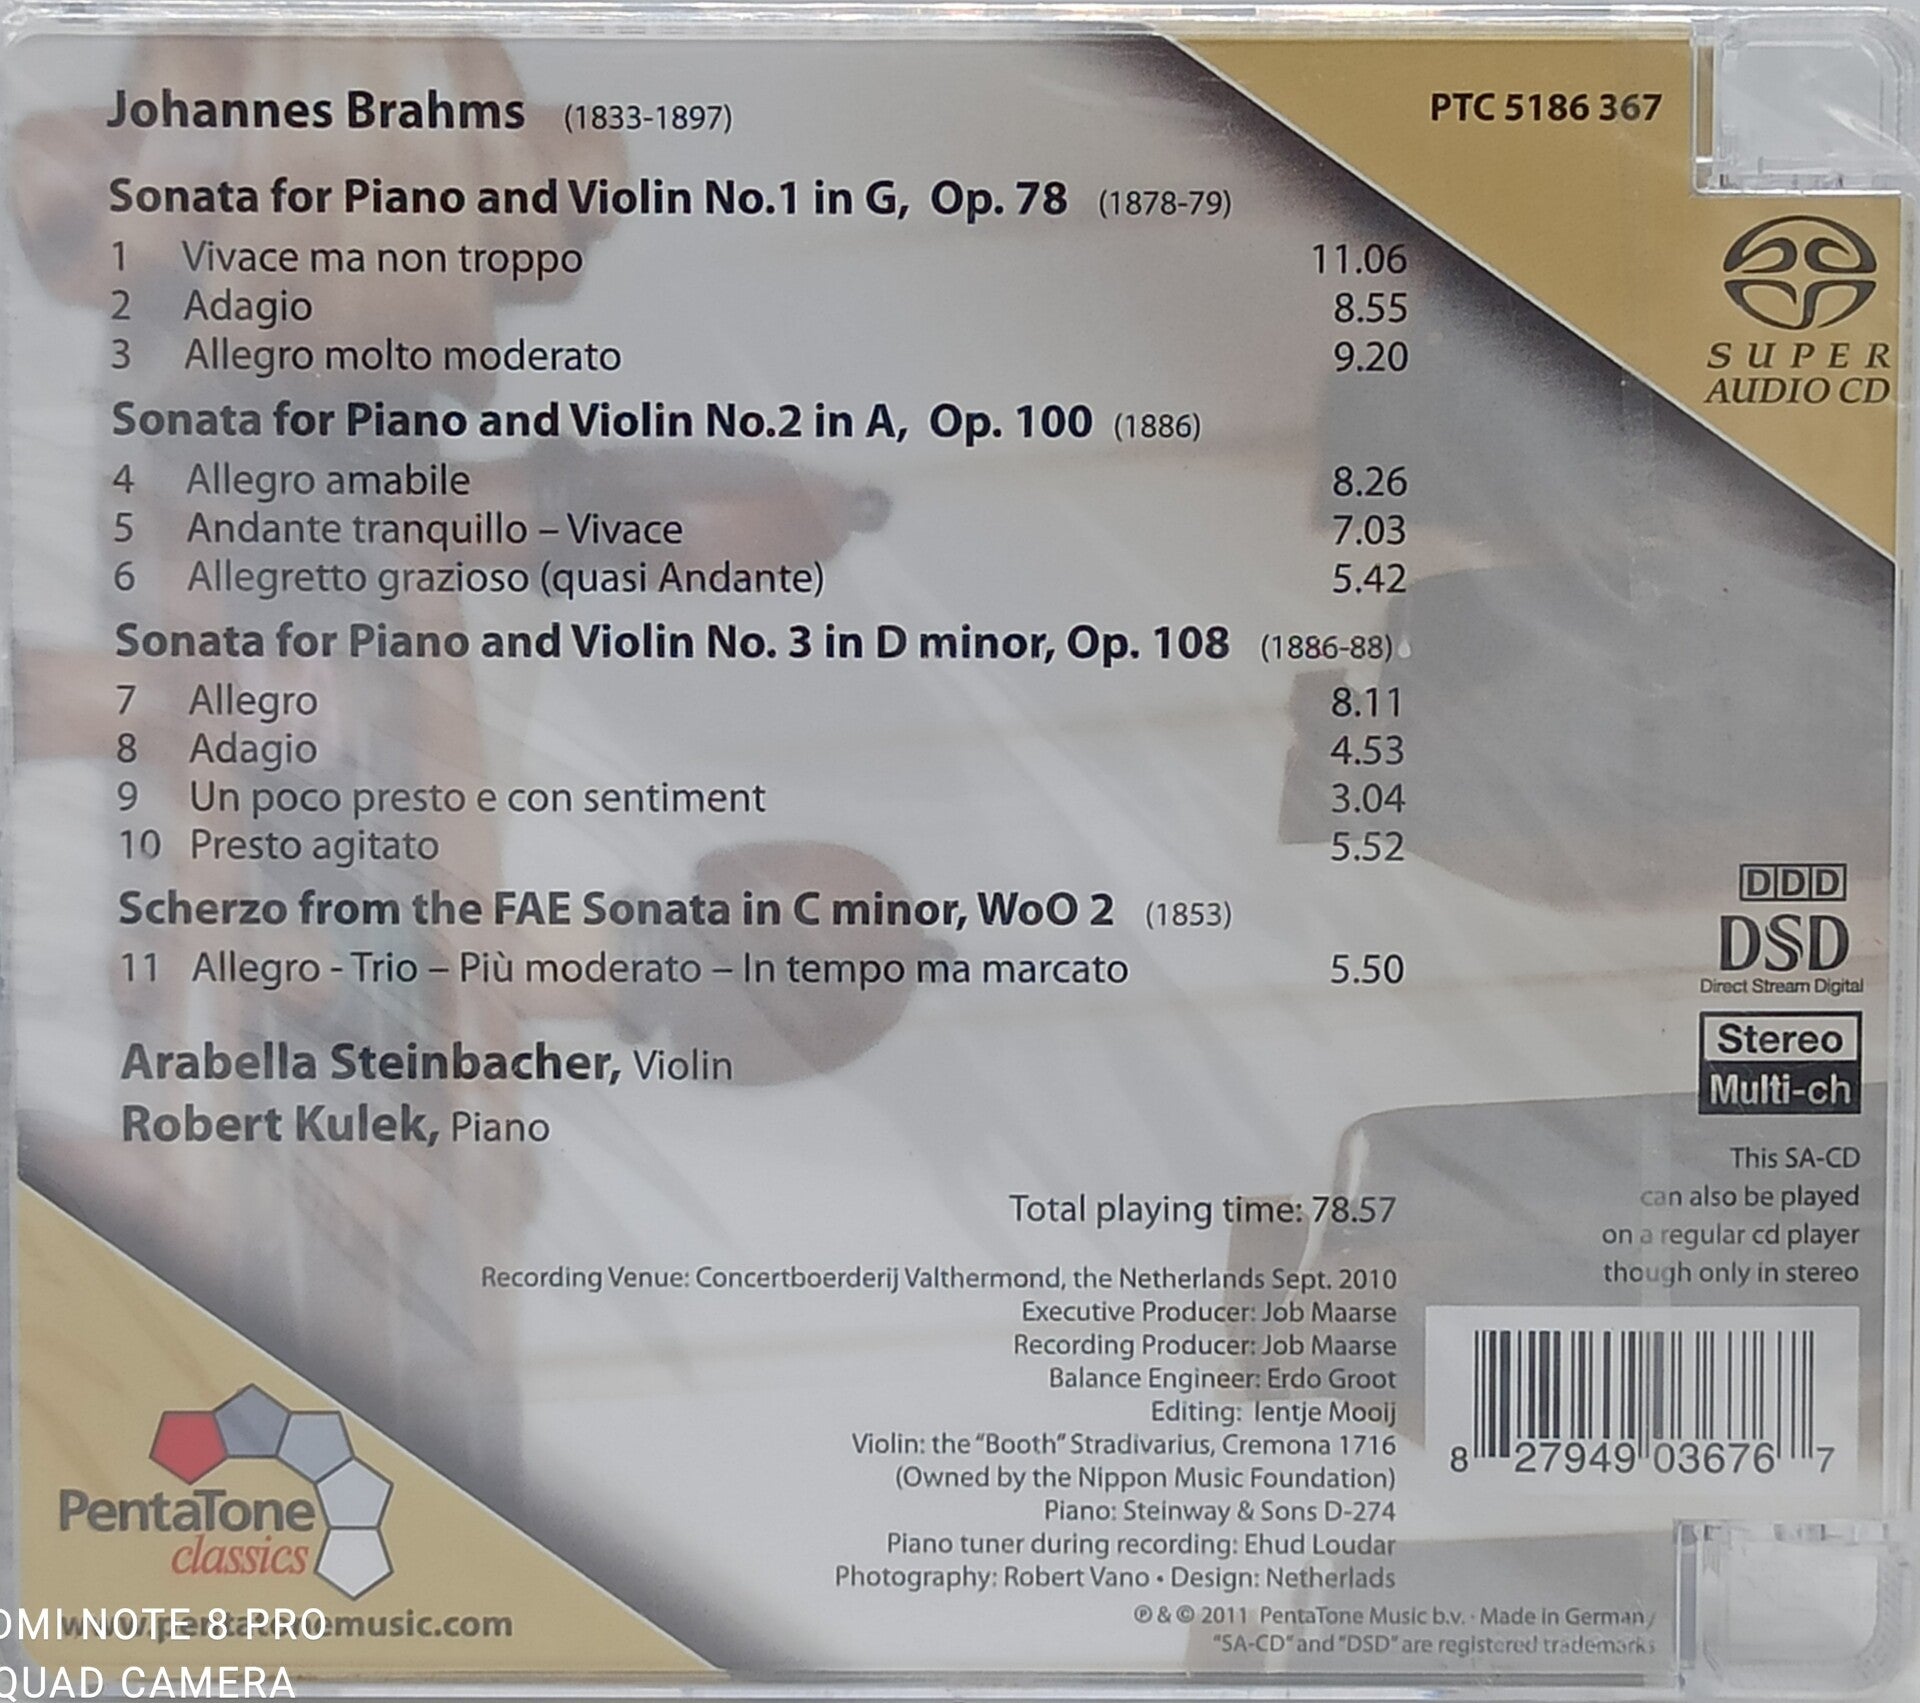 Johannes Brahms (1833-1897)
PTC 5186 367
Sonata for Piano and Violin No.1 in G, Op. 78 (1878-79)
1 Vivace ma non troppo 11.06
2 Adagio 8.55
3 Allegro molto moderato 9.20
SUPER
AUDIO CD
Sonata for Piano and Violin No.2 in A, Op. 100 (1886)
4 Allegro amabile 8.26
5 Andante tranquillo – Vivace 7.03
6 Allegretto grazioso (quasi Andante) 5.42
Sonata for Piano and Violin No. 3 in D minor, Op. 108 (1886-88)
7 Allegro 8.11
8 Adagio 4.53
9 Un poco presto e con sentiment 3.04
10 Presto agitato 5.52
Scherzo from the FAE Sonata in C minor, WoO 2 (1853)
11 Allegro - Trio – Più moderato – In tempo ma marcato 5.50
DDD
DSD
Direct Stream Digital
Stereo
Multi-ch
Arabella Steinbacher, Violin
Robert Kulek, Piano
This SA-CD
can also be played
on a regular cd player
though only in stereo
Total playing time: 78.57
Recording Venue: Concertboerderij Valthermond, the Netherlands Sept. 2010
Executive Producer: Job Maarse
Recording Producer: Job Maarse
Balance Engineer: Erdo Groot
Editing: Ientje Mooij
Violin: the "Booth" Stradivarius, Cremona 1716
(Owned by the Nippon Music Foundation)
Piano: Steinway & Sons D-274
Piano tuner during recording: Ehud Loudar
Photography: Robert Vano • Design: Netherlads
℗ & © 2011 PentaTone Music b.v. · Made in Germany
"SA-CD" and "DSD" are registered trademarks
8 27949 03676 7
PentaTone
classics
www.pentatonemusic.com
DMI NOTE 8 PRO
QUAD CAMERA